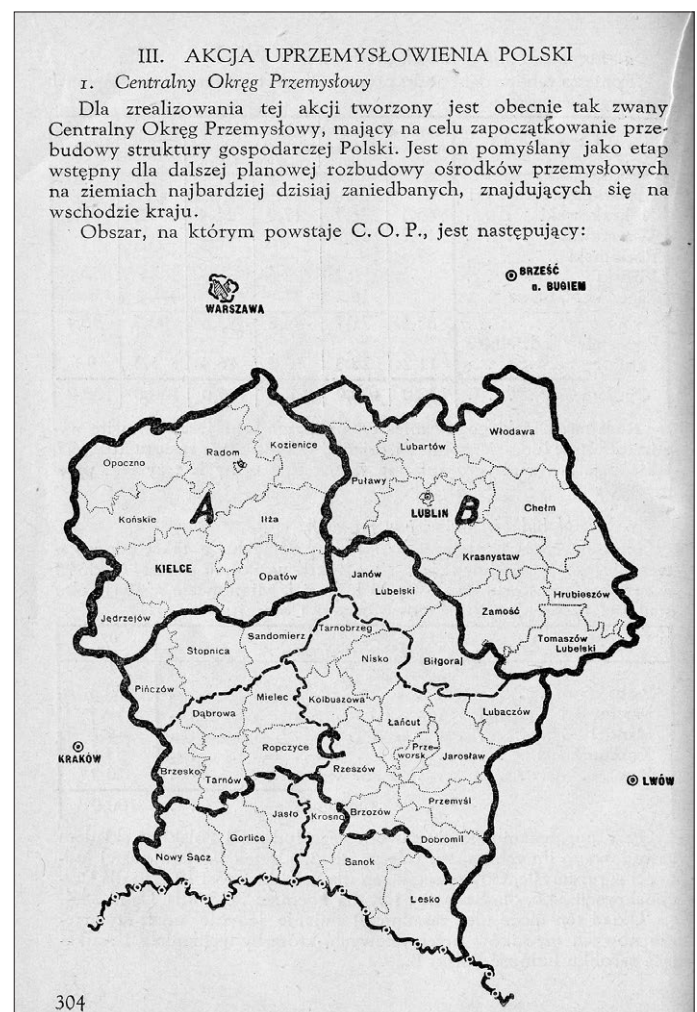 III. AKCJA UPRZEMYSŁOWIENIA POLSKI
1. Centralny Okręg Przemysłowy
Dla zrealizowania tej akcji tworzony jest obecnie tak zwany
Centralny Okręg Przemysłowy, mający na celu zapoczątkowanie prze-
budowy struktury gospodarczej Polski. Jest on pomyślany jako etap
wstępny dla dalszej planowej rozbudowy ośrodków przemysłowych
na ziemiach najbardziej dzisiaj zaniedbanych, znajdujących się na
wschodzie kraju.
Obszar, na którym powstaje C. O. P., jest następujący:
BRZEŚĆ
n. BUGIEM
WARSZAWA
Włodawa
Kozienice
Lubartów
Radom
Opoczno
Puławy
Chełm
A
LUBLIN
B
Końskie
Iłża
Krasnystaw
KIELCE
Opatów
Janów
Lubelski
Hrubieszów
Zamość
Jędrzejów
Tarnobrzeg
Sandomierz
Tomaszów
Lubelski
Stopnica
Nisko
Biłgoraj
Pińczów
Mielec
Kolbuszowa
Dąbrowa
Łańcut
Lubaczów
KRAKÓW
Ropczyce
C
Prze-
worsk
Jarosław
Brzesko
Tarnów
Rzeszów
LWÓW
Przemyśl
Jasło
Krosno
Brzozów
Gorlice
Dobromil
Nowy Sącz
Sanok
Lesko
304